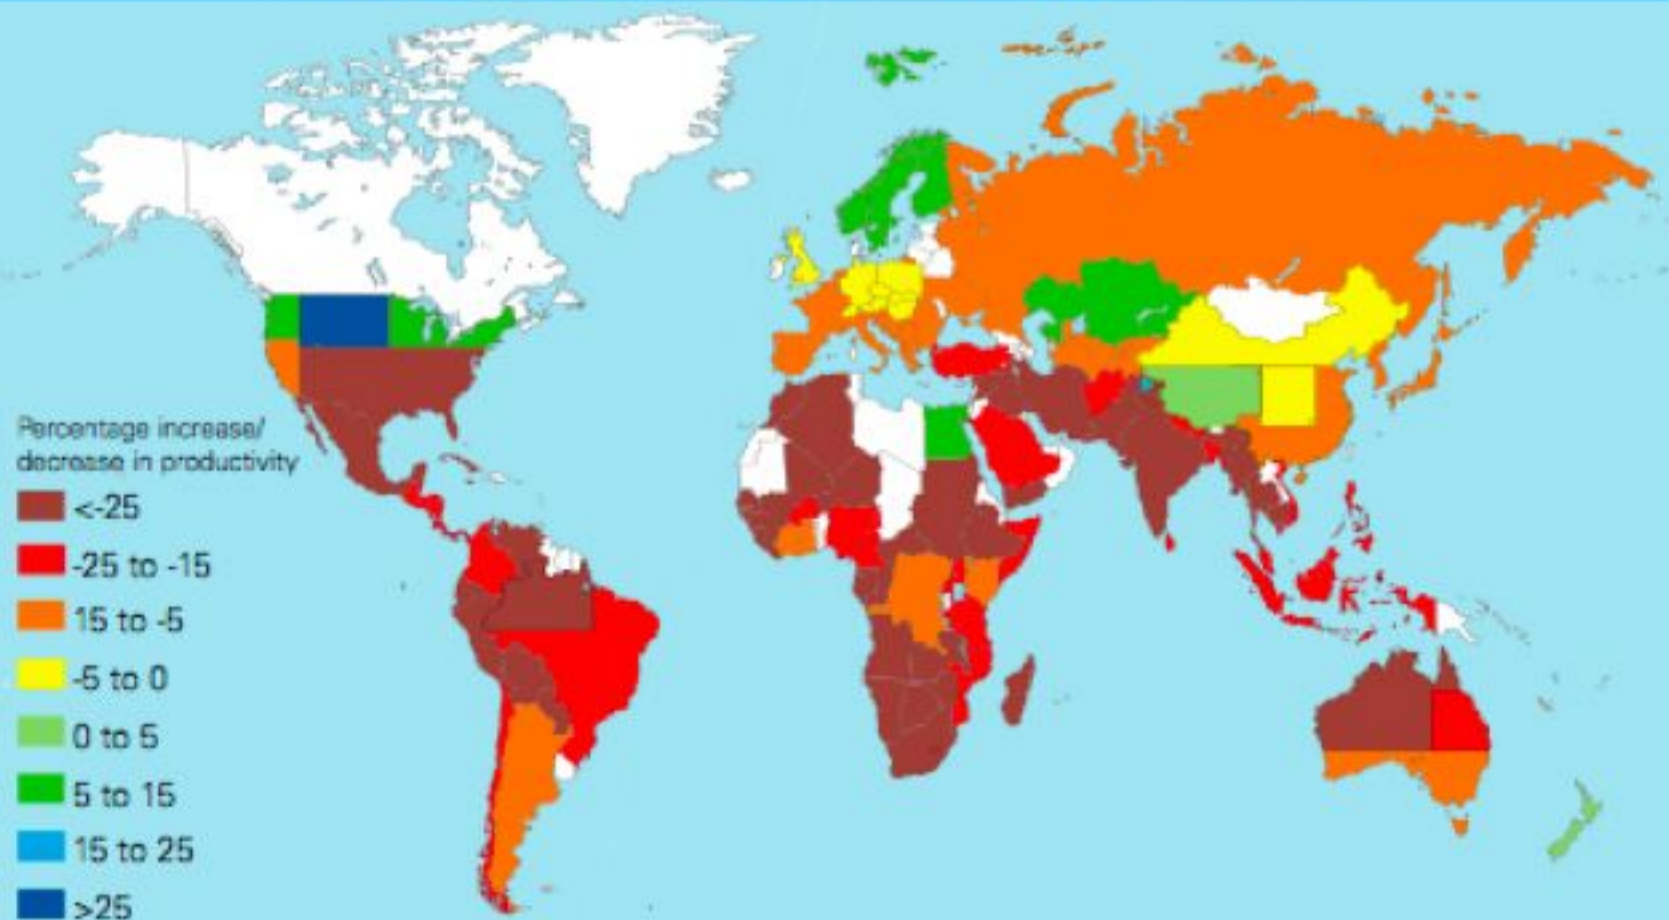 Percentage increase/
decrease in productivity
<-25
-25 to -15
15 to -5
-5 to 0
0 to 5
5 to 15
15 to 25
>25